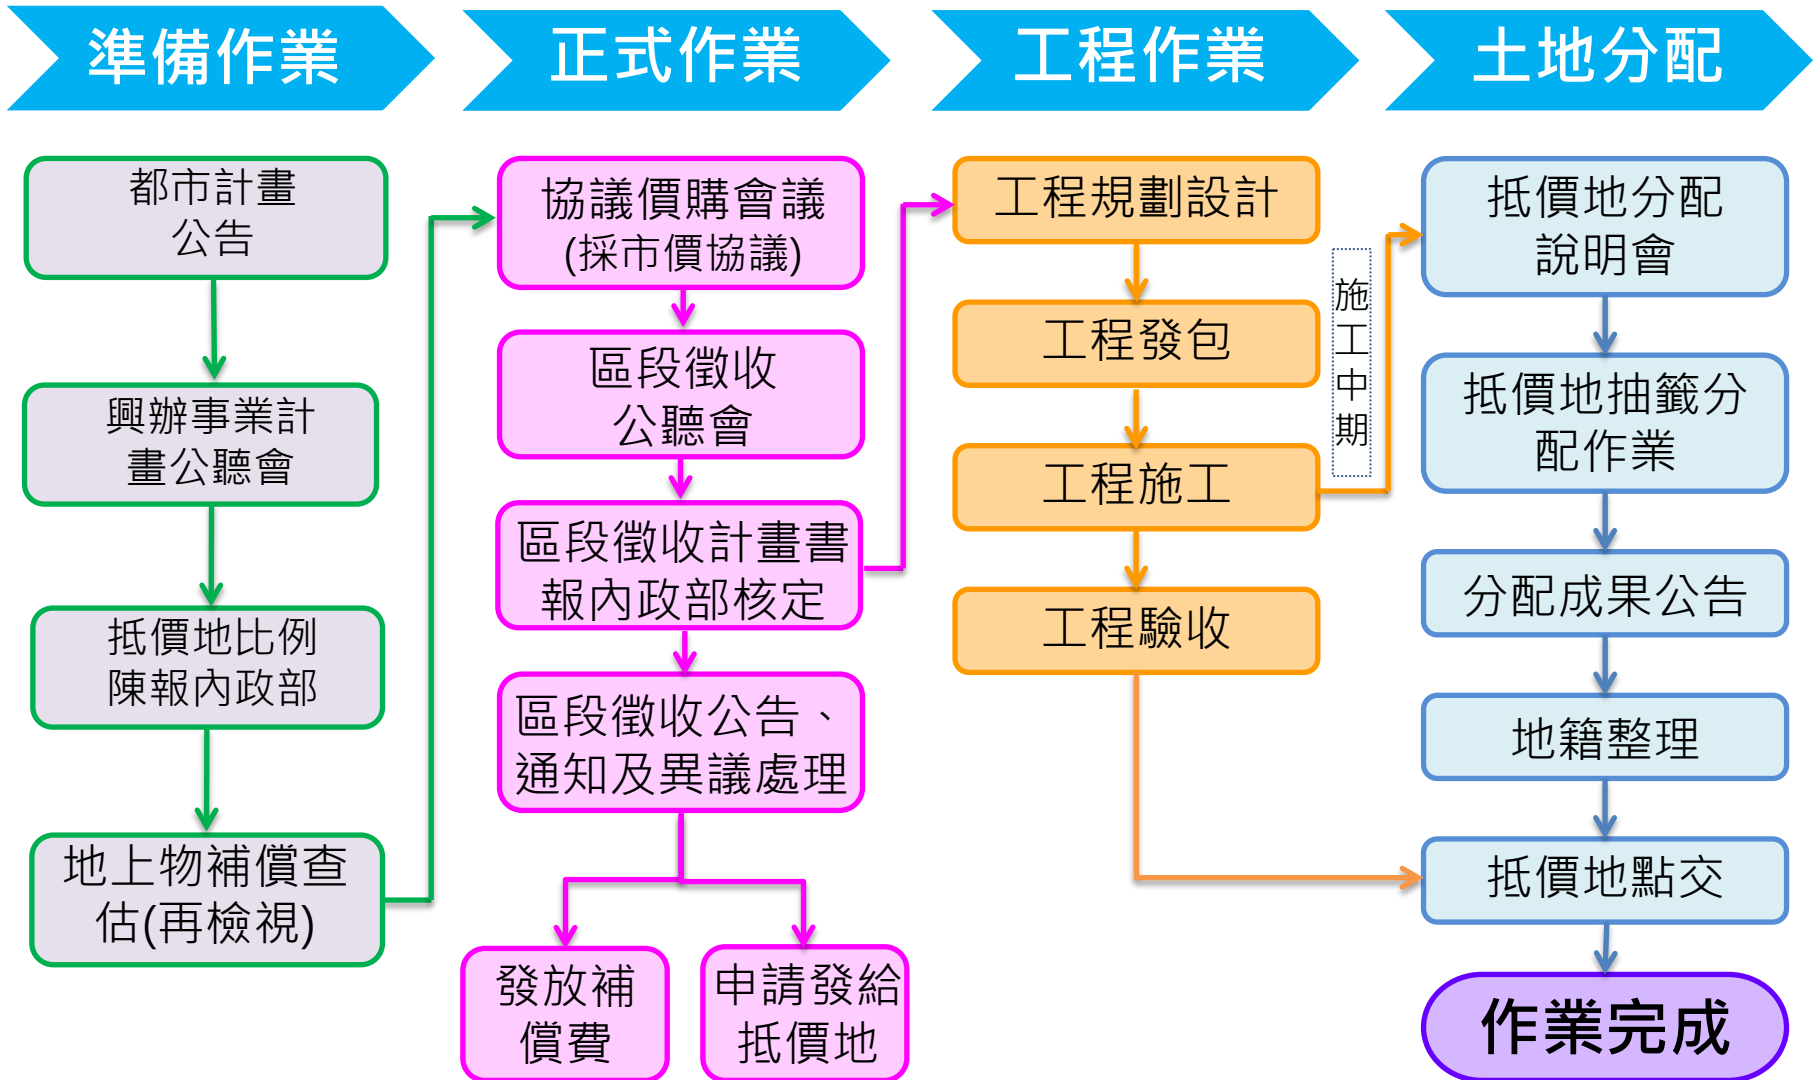 準備作業
正式作業
工程作業
土地分配
都市計畫
公告
興辦事業計
畫公聽會
抵價地比例
陳報內政部
地上物補償查
估(再檢視)
協議價購會議
(採市價協議)
區段徵收
公聽會
區段徵收計畫書
報內政部核定
區段徵收公告、
通知及異議處理
發放補
償費
申請發給
抵價地
工程規劃設計
工程發包
工程施工
工程驗收
施
工
中
期
抵價地分配
說明會
抵價地抽籤分
配作業
分配成果公告
地籍整理
抵價地點交
作業完成